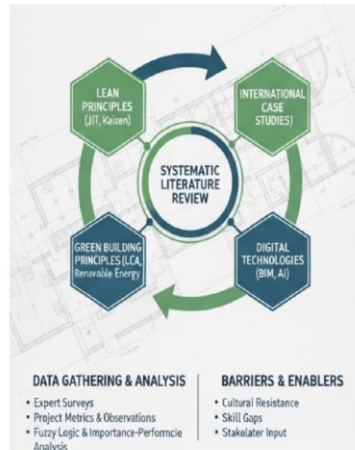 LEAN
PRINCIPLES
(JIT, Kaizen)
INTERNATIONAL
CASE
STUDIES)
SYSTEMATIC
LITERATURE
REVIEW
GREEN BUILDING
PRINCIPLES (LCA,
Renowable Energy
DIGITAL
TECHNOLOGIES
(BIM, AI)
DATA GATHERING & ANALYSIS
• Expert Surveys
• Project Metrics & Observations
• Fuzzy Logic & Importance-Performcie
Analysis
BARRIERS & ENABLERS
• Cultural Resistance
• Skill Gaps
• Stakelater Input